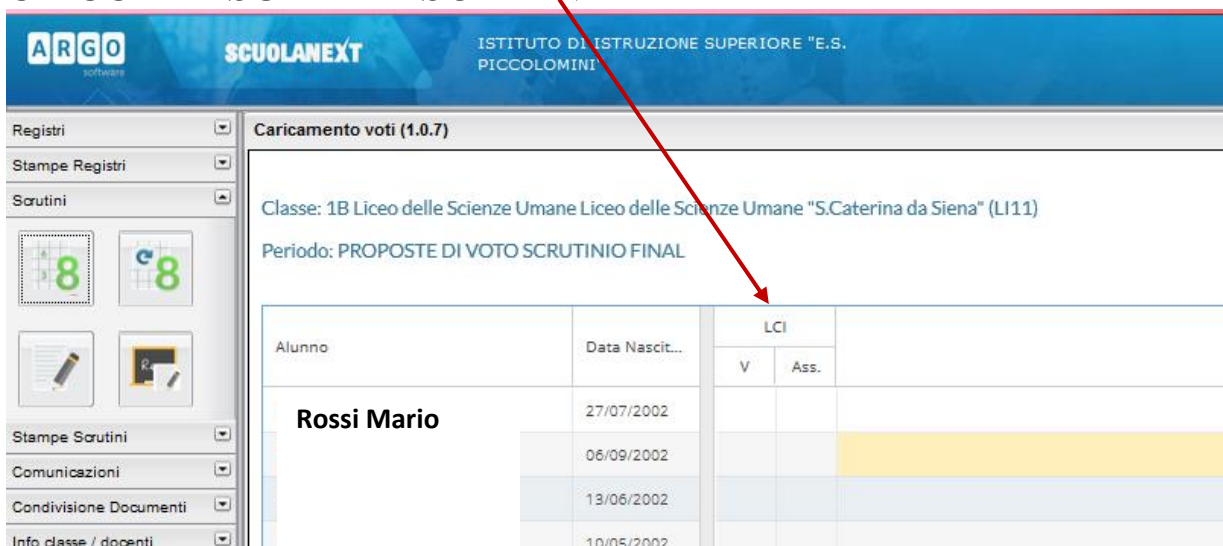 ARGO
software
SCUOLANEXT
ISTITUTO DI ISTRUZIONE SUPERIORE "E.S.
PICCOLOMINI"
Registri
Stampe Registri
Scrutini
8
8
Stampe Scrutini
Comunicazioni
Condivisione Documenti
Info classe / docenti
Caricamento voti (1.0.7)
Classe: 1B Liceo delle Scienze Umane Liceo delle Scienze Umane "S.Caterina da Siena" (LI11)
Periodo: PROPOSTE DI VOTO SCRUTINIO FINAL
Alunno
Data Nascit...
LCI
V
Ass.
Rossi Mario
27/07/2002
06/09/2002
13/06/2002
10/05/2002